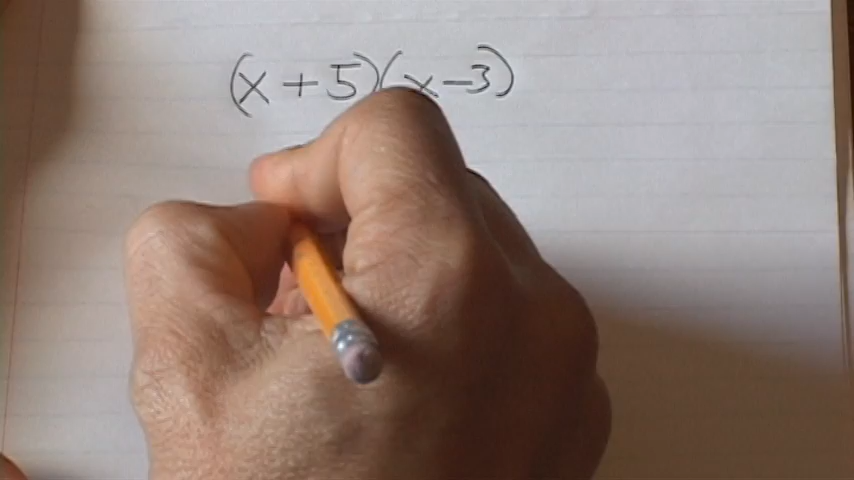 (x + 5)(x - 3)